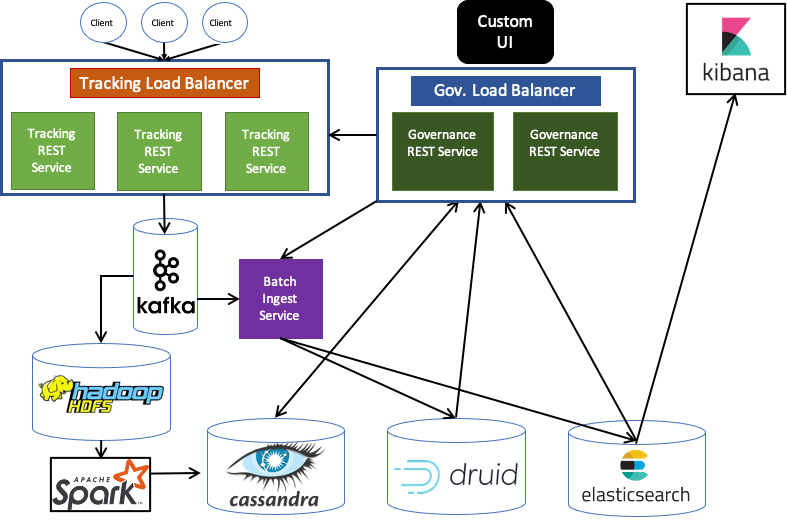 Client
Client
Client
Custom
UI
kibana
Tracking Load Balancer
Gov. Load Balancer
Tracking
REST
Service
Tracking
REST
Service
Tracking
REST
Service
Governance
REST Service
Governance
REST Service
kafka
Batch
Ingest
Service
hadoop
HDFS
APACHE
Spark
cassandra
druid
elasticsearch